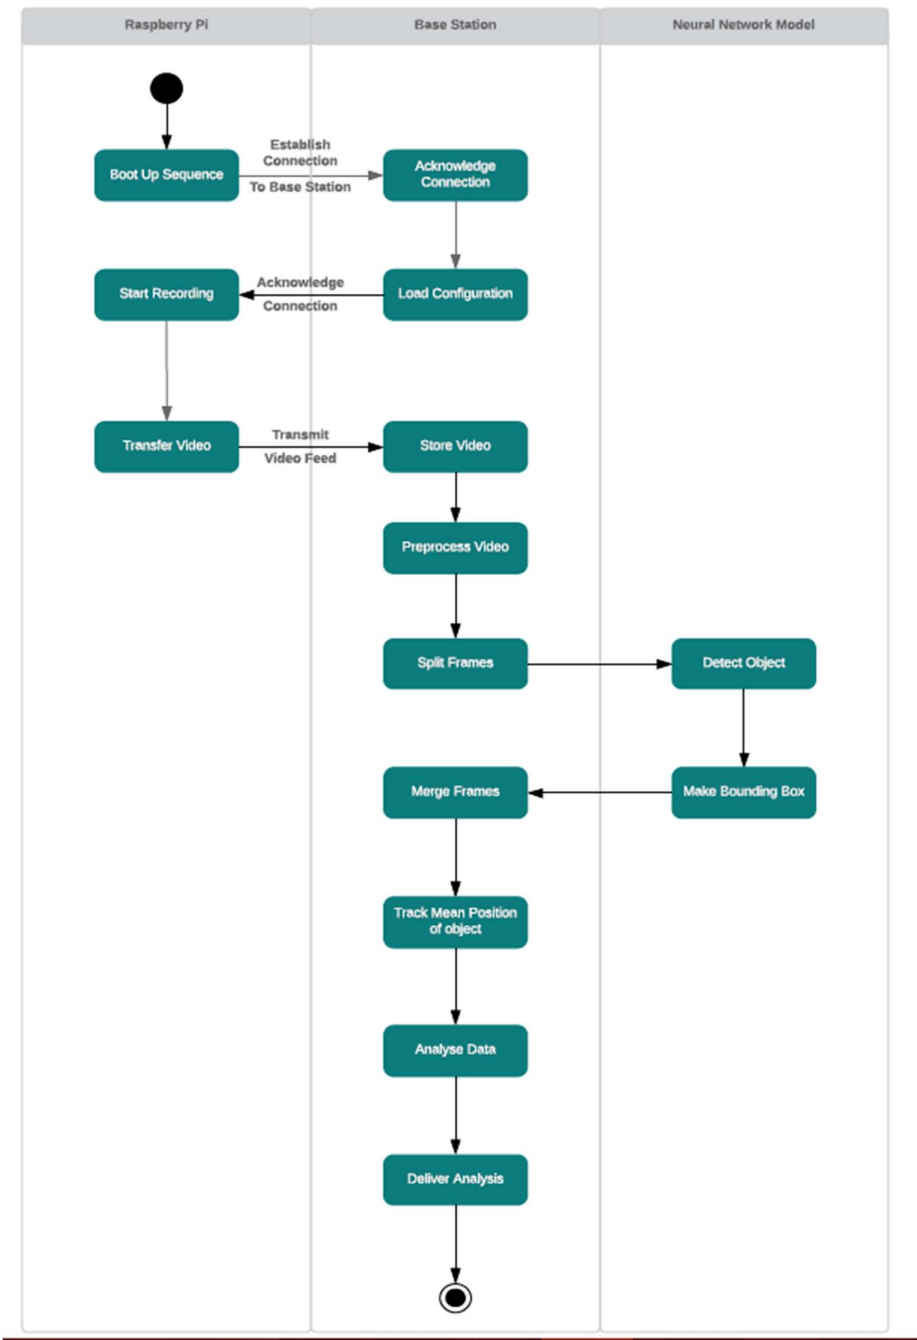 Raspberry Pi
Base Station
Neural Network Model
Boot Up Sequence
Establish
Connection
To Base Station
Acknowledge
Connection
Start Recording
Acknowledge
Connection
Load Configuration
Transfer Video
Transmit
Video Feed
Store Video
Preprocess Video
Split Frames
Detect Object
Merge Frames
Make Bounding Box
Track Mean Position
of object
Analyse Data
Deliver Analysis